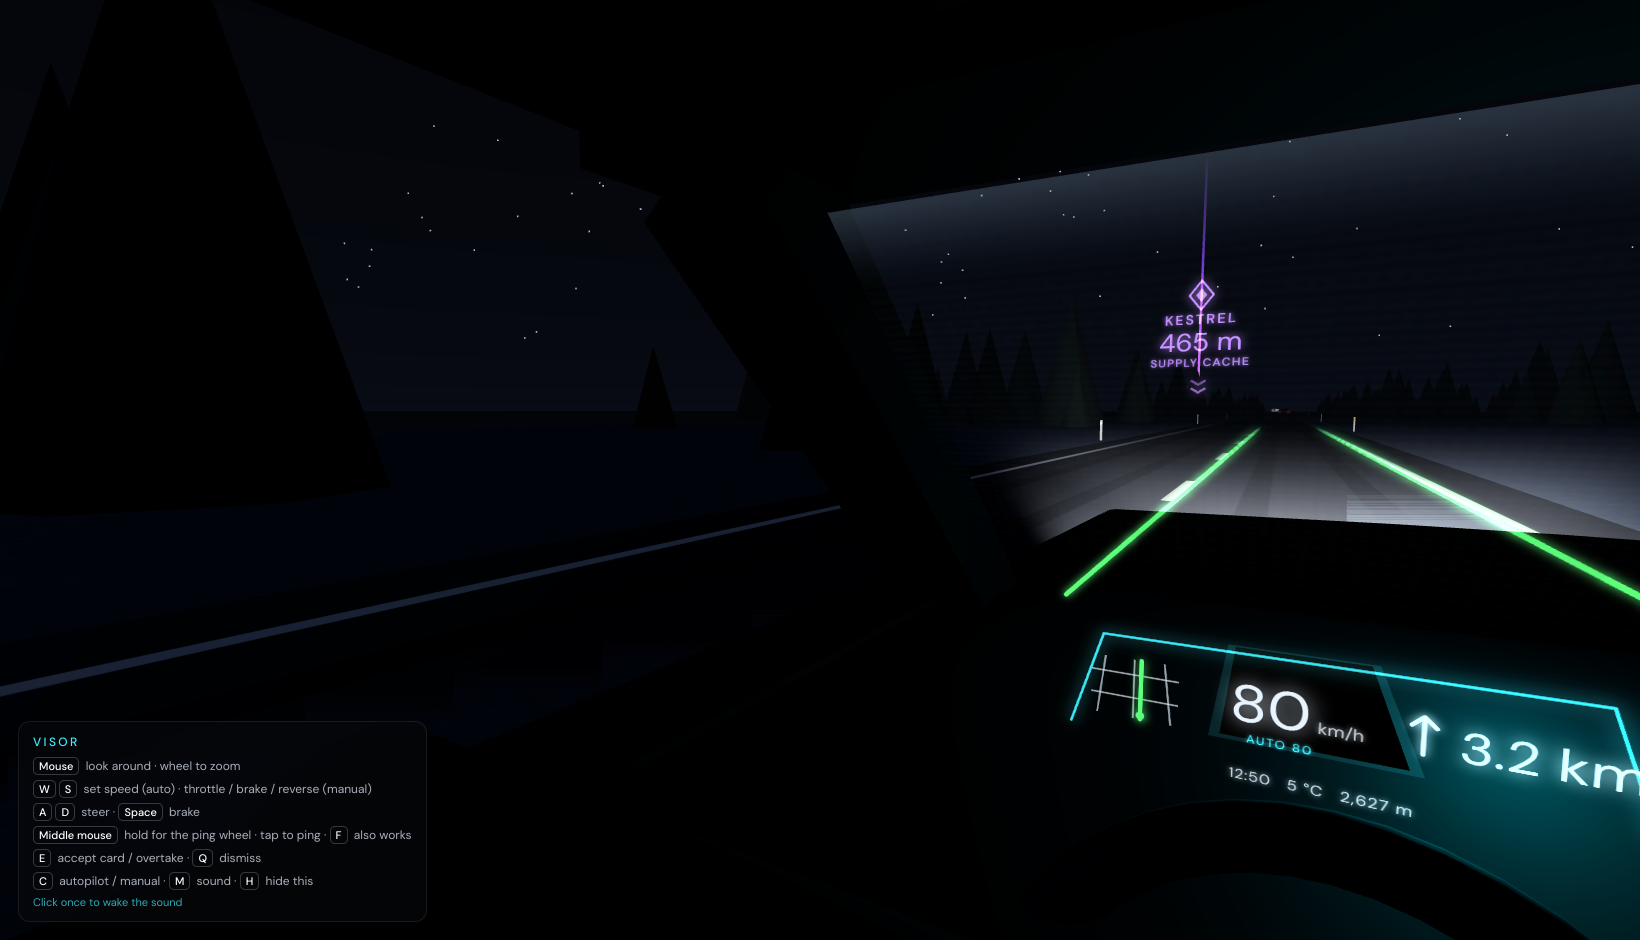 KESTREL
465 m
SUPPLY CACHE
80 km/h
AUTO 80
3.2 km
12:50 5 °C 2,627 m
VISOR
Mouse look around · wheel to zoom
W S set speed (auto) · throttle / brake / reverse (manual)
A D steer · Space brake
Middle mouse hold for the ping wheel · tap to ping · F also works
E accept card / overtake · Q dismiss
C autopilot / manual · M sound · H hide this
Click once to wake the sound